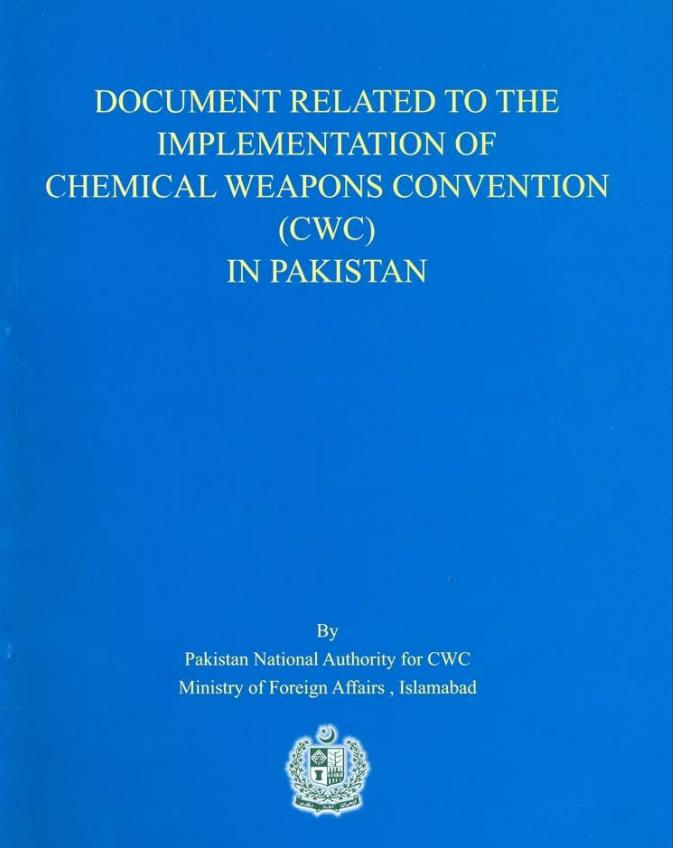 DOCUMENT RELATED TO THE
IMPLEMENTATION OF
CHEMICAL WEAPONS CONVENTION
(CWC)
IN PAKISTAN
By
Pakistan National Authority for CWC
Ministry of Foreign Affairs , Islamabad